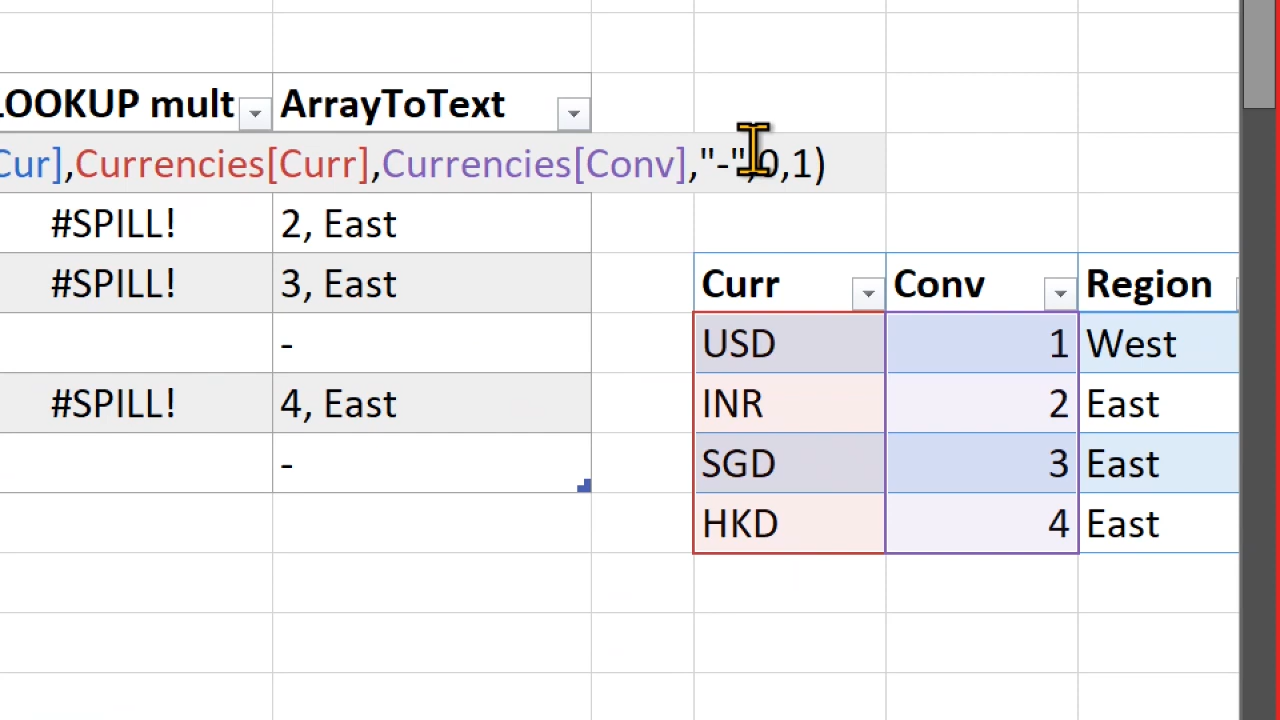 LOOKUP mult ArrayToText
Cur],Currencies[Curr],Currencies[Conv],"-",0,1)
#SPILL! 2, East
#SPILL! 3, East Curr Conv Region
- USD 1 West
#SPILL! 4, East INR 2 East
- SGD 3 East
HKD 4 East